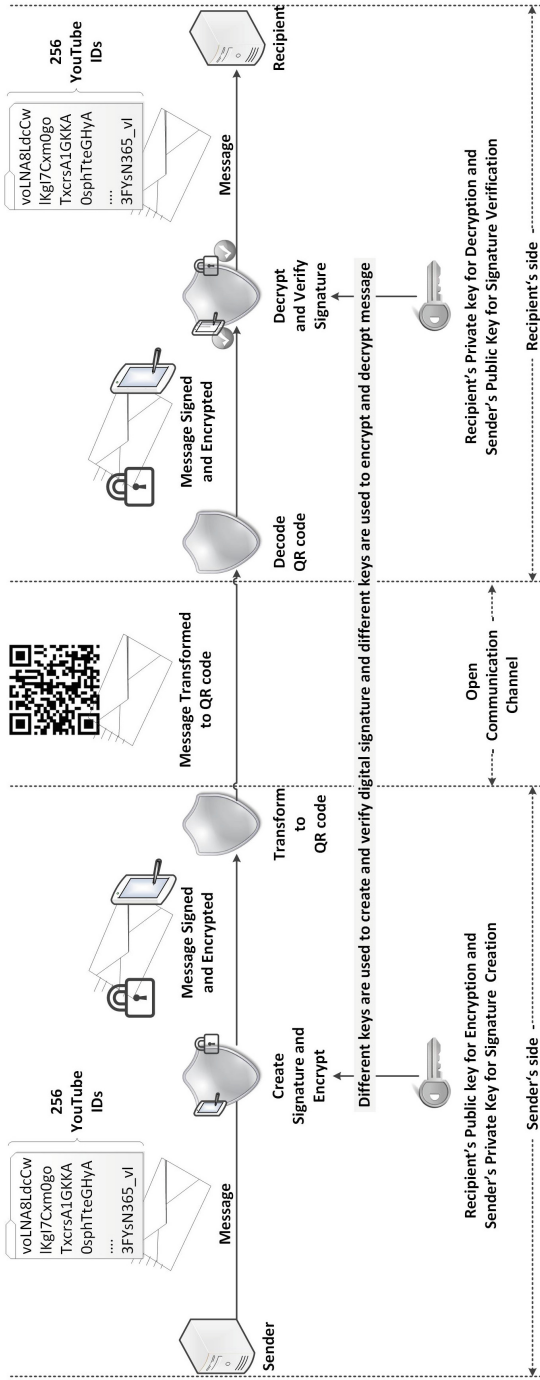 256
YouTube
IDs
voLNA8LdcCw
IKgI7Cxm0go
TxcrsA1GKKA
0sphTteGHyA
....
3FYsN365_vI
Message
Sender
Create
Signature and
Encrypt
Message Signed
and Encrypted
Transform
to
QR code
Recipient's Public key for Encryption and
Sender's Private Key for Signature Creation
Sender's side
Message Transformed
to QR code
Different keys are used to create and verify digital signature and different keys are used to encrypt and decrypt message
Open
Communication
Channel
Decode
QR code
Message Signed
and Encrypted
Decrypt
and Verify
Signature
256
YouTube
IDs
voLNA8LdcCw
IKgI7Cxm0go
TxcrsA1GKKA
0sphTteGHyA
....
3FYsN365_vI
Message
Recipient
Recipient's Private key for Decryption and
Sender's Public Key for Signature Verification
Recipient's side